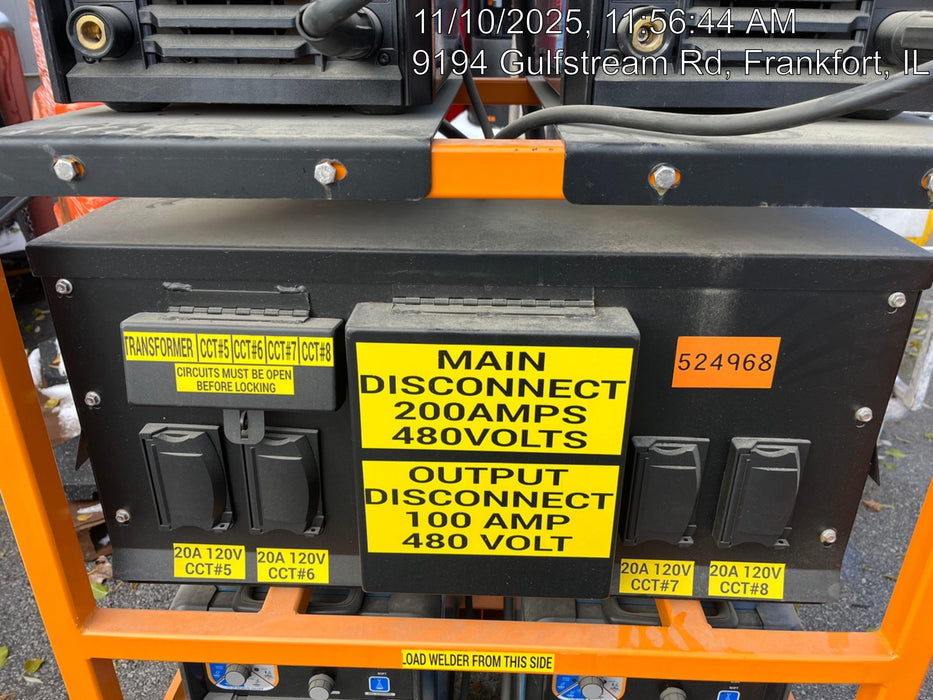 11/10/2025, 11:56:44 AM
9194 Gulfstream Rd, Frankfort, IL
TRANSFORMER CCT#5 CCT#6 CCT#7 CCT#8
CIRCUITS MUST BE OPEN
BEFORE LOCKING
MAIN
DISCONNECT
200AMPS
480VOLTS
524968
OUTPUT
DISCONNECT
100 AMP
480 VOLT
20A 120V
CCT#5
20A 120V
CCT#6
20A 120V
CCT#7
20A 120V
CCT#8
LOAD WELDER FROM THIS SIDE